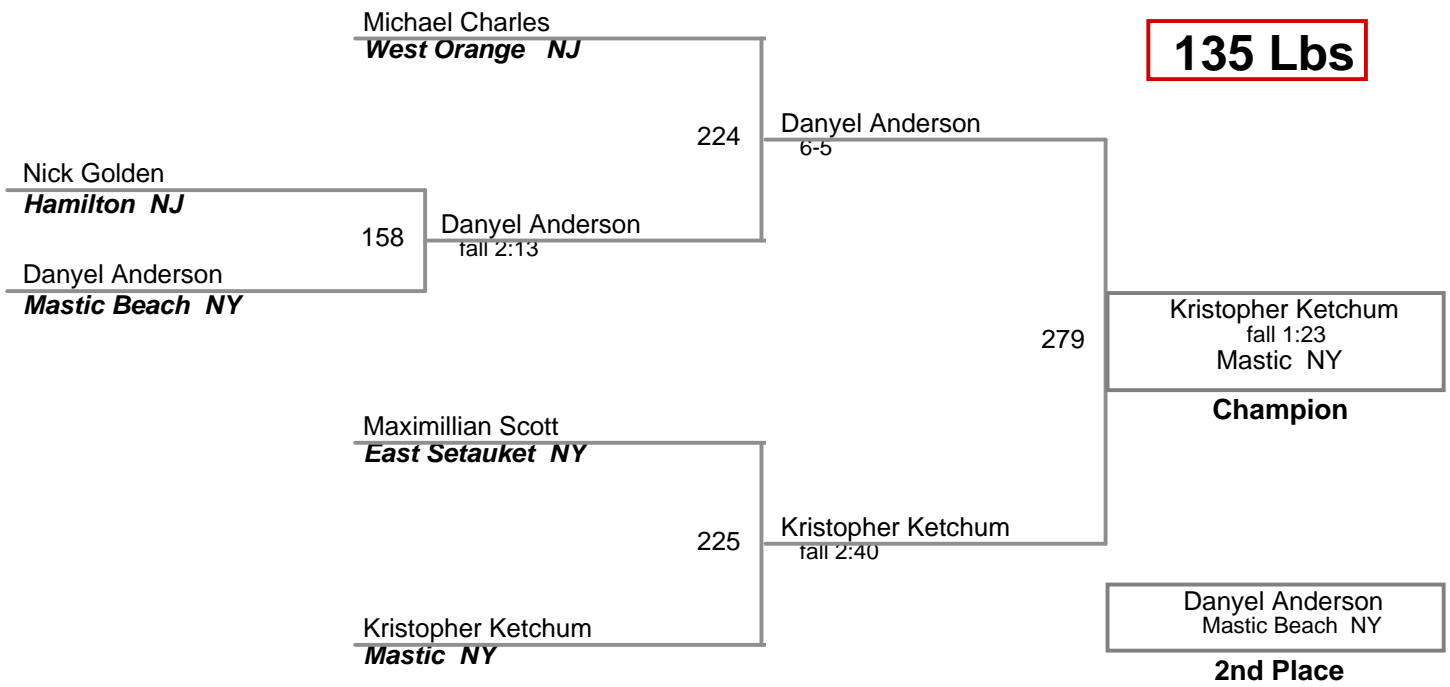 Michael Charles
West Orange NJ
135 Lbs
224
Danyel Anderson
6-5
Nick Golden
Hamilton NJ
158
Danyel Anderson
fall 2:13
Danyel Anderson
Mastic Beach NY
279
Kristopher Ketchum
fall 1:23
Mastic NY
Champion
Maximillian Scott
East Setauket NY
225
Kristopher Ketchum
fall 2:40
Kristopher Ketchum
Mastic NY
Danyel Anderson
Mastic Beach NY
2nd Place